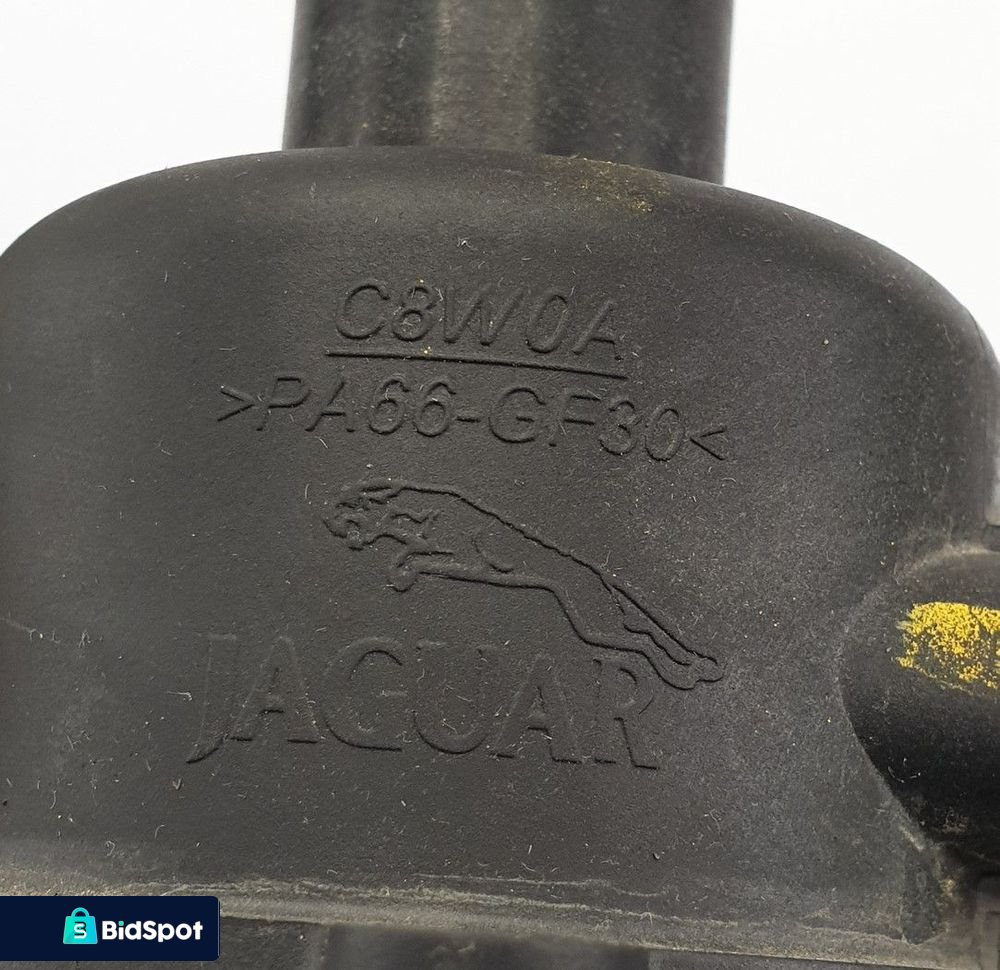 C8W0A
>PA66-GF30<
JAGUAR
BidSpot